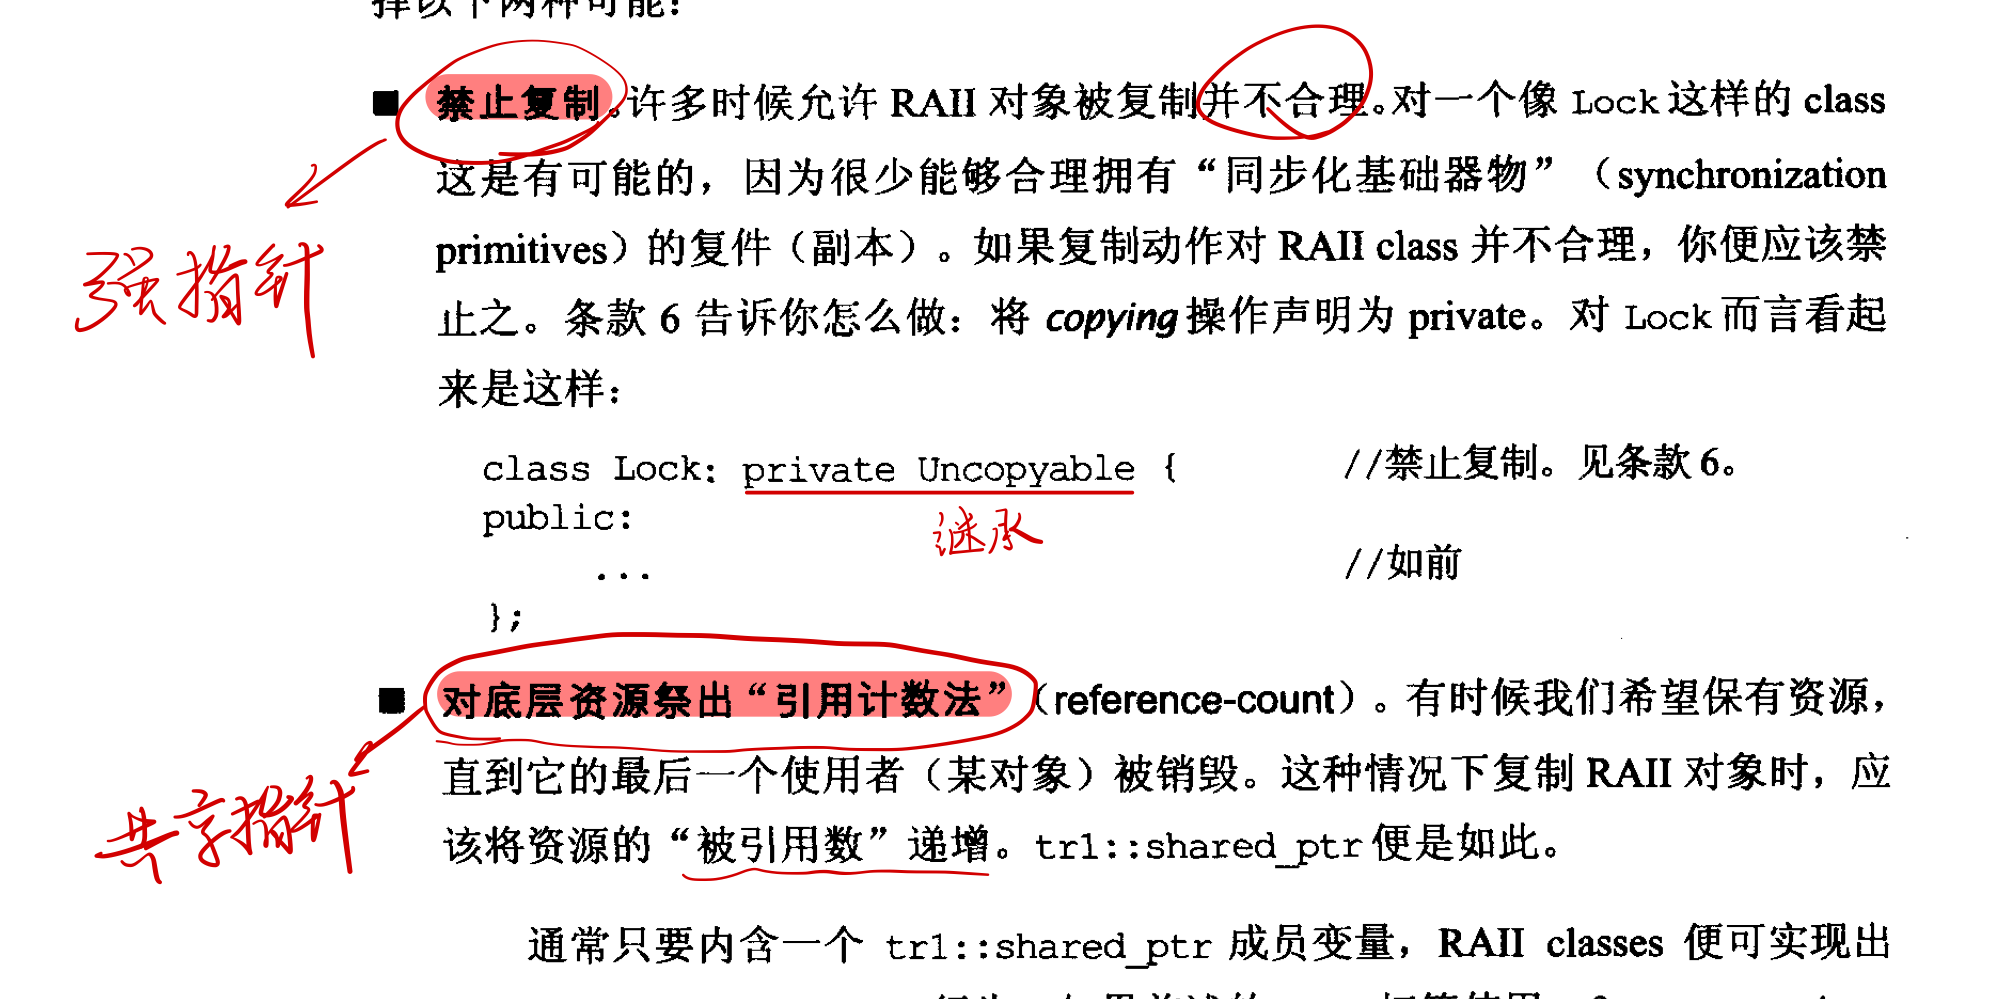 择以下两种可能：
■ 禁止复制。许多时候允许 RAII 对象被复制并不合理。对一个像 Lock 这样的 class
这是有可能的，因为很少能够合理拥有“同步化基础器物”（synchronization
primitives）的复件（副本）。如果复制动作对 RAII class 并不合理，你便应该禁
强指针
止之。条款 6 告诉你怎么做：将 copying 操作声明为 private。对 Lock 而言看起
来是这样：
class Lock: private Uncopyable { //禁止复制。见条款 6。
public:
继承
... //如前
};
■ 对底层资源祭出“引用计数法”（reference-count）。有时候我们希望保有资源，
直到它的最后一个使用者（某对象）被销毁。这种情况下复制 RAII 对象时，应
共享指针
该将资源的“被引用数”递增。tr1::shared_ptr 便是如此。
通常只要内含一个 tr1::shared_ptr 成员变量，RAII classes 便可实现出